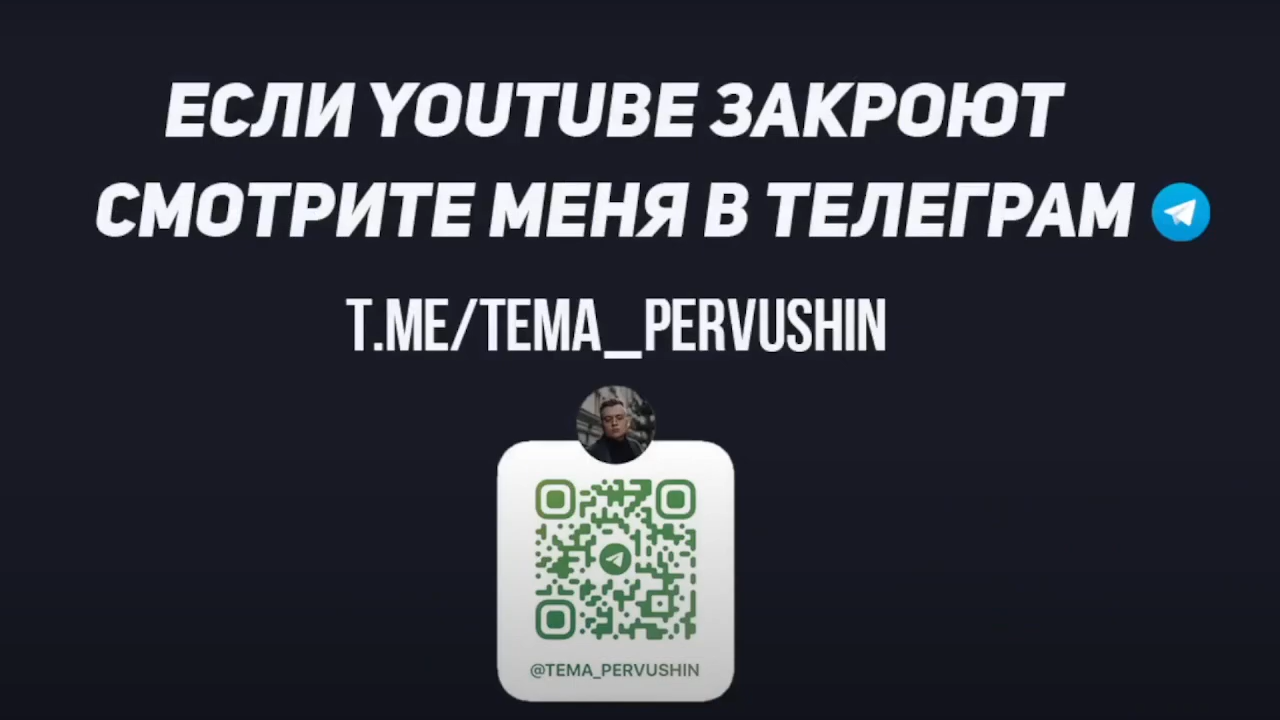 ЕСЛИ YOUTUBE ЗАКРОЮТ
СМОТРИТЕ МЕНЯ В ТЕЛЕГРАМ
T.ME/TEMA_PERVUSHIN
@TEMA_PERVUSHIN